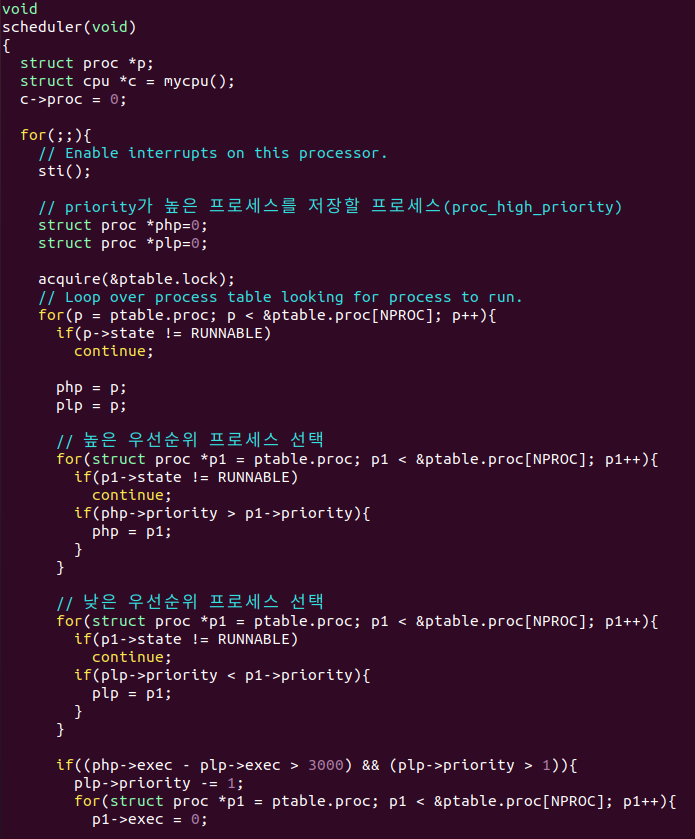 void
scheduler(void)
{
  struct proc *p;
  struct cpu *c = mycpu();
  c->proc = 0;

  for(;;){
    // Enable interrupts on this processor.
    sti();

    // priority가 높은 프로세스를 저장할 프로세스(proc_high_priority)
    struct proc *php=0;
    struct proc *plp=0;

    acquire(&ptable.lock);
    // Loop over process table looking for process to run.
    for(p = ptable.proc; p < &ptable.proc[NPROC]; p++){
      if(p->state != RUNNABLE)
        continue;

      php = p;
      plp = p;

      // 높은 우선순위 프로세스 선택
      for(struct proc *p1 = ptable.proc; p1 < &ptable.proc[NPROC]; p1++){
        if(p1->state != RUNNABLE)
          continue;
        if(php->priority > p1->priority){
          php = p1;
        }
      }

      // 낮은 우선순위 프로세스 선택
      for(struct proc *p1 = ptable.proc; p1 < &ptable.proc[NPROC]; p1++){
        if(p1->state != RUNNABLE)
          continue;
        if(plp->priority < p1->priority){
          plp = p1;
        }
      }

      if((php->exec - plp->exec > 3000) && (plp->priority > 1)){
        plp->priority -= 1;
        for(struct proc *p1 = ptable.proc; p1 < &ptable.proc[NPROC]; p1++){
          p1->exec = 0;